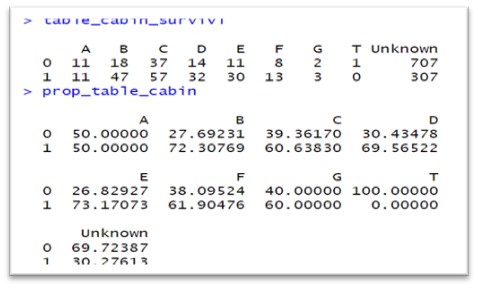 > table_cabin_survivi
A B C D E F G T Unknown
0 11 18 37 14 11 8 2 1 707
1 11 47 57 32 30 13 3 0 307
> prop_table_cabin
A B C D
0 50.00000 27.69231 39.36170 30.43478
1 50.00000 72.30769 60.63830 69.56522
E F G T
0 26.82927 38.09524 40.00000 100.00000
1 73.17073 61.90476 60.00000 0.00000
Unknown
0 69.72387
1 30.27613